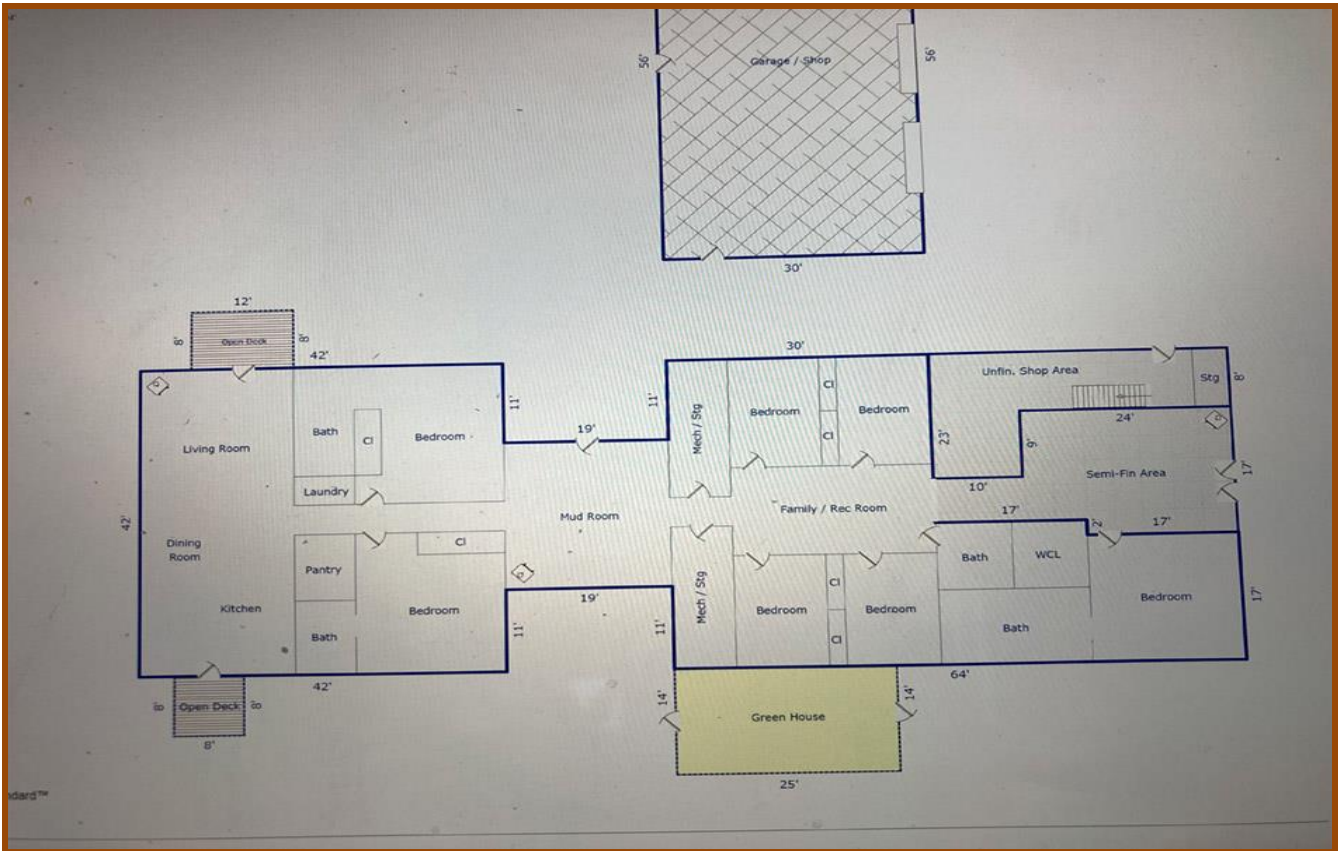 56'
Garage / Shop
56'
30'
12'
8'
Open Deck
8'
42'
30'
11'
11'
19'
Living Room
Bath
Cl
Bedroom
Laundry
Mech / Stg
Bedroom
Cl
Cl
Bedroom
23'
Unfin. Shop Area
Stg
8'
24'
9'
10'
Semi-Fin Area
17'
42'
Dining
Room
Kitchen
Pantry
Bath
Cl
Bedroom
Mud Room
19'
Family / Rec Room
17'
2'
17'
Mech / Stg
Bedroom
Cl
Cl
Bedroom
Bath
WCL
Bath
Bedroom
17'
11'
11'
42'
64'
8'
Open Deck
8'
8'
14'
Green House
14'
25'
dard™